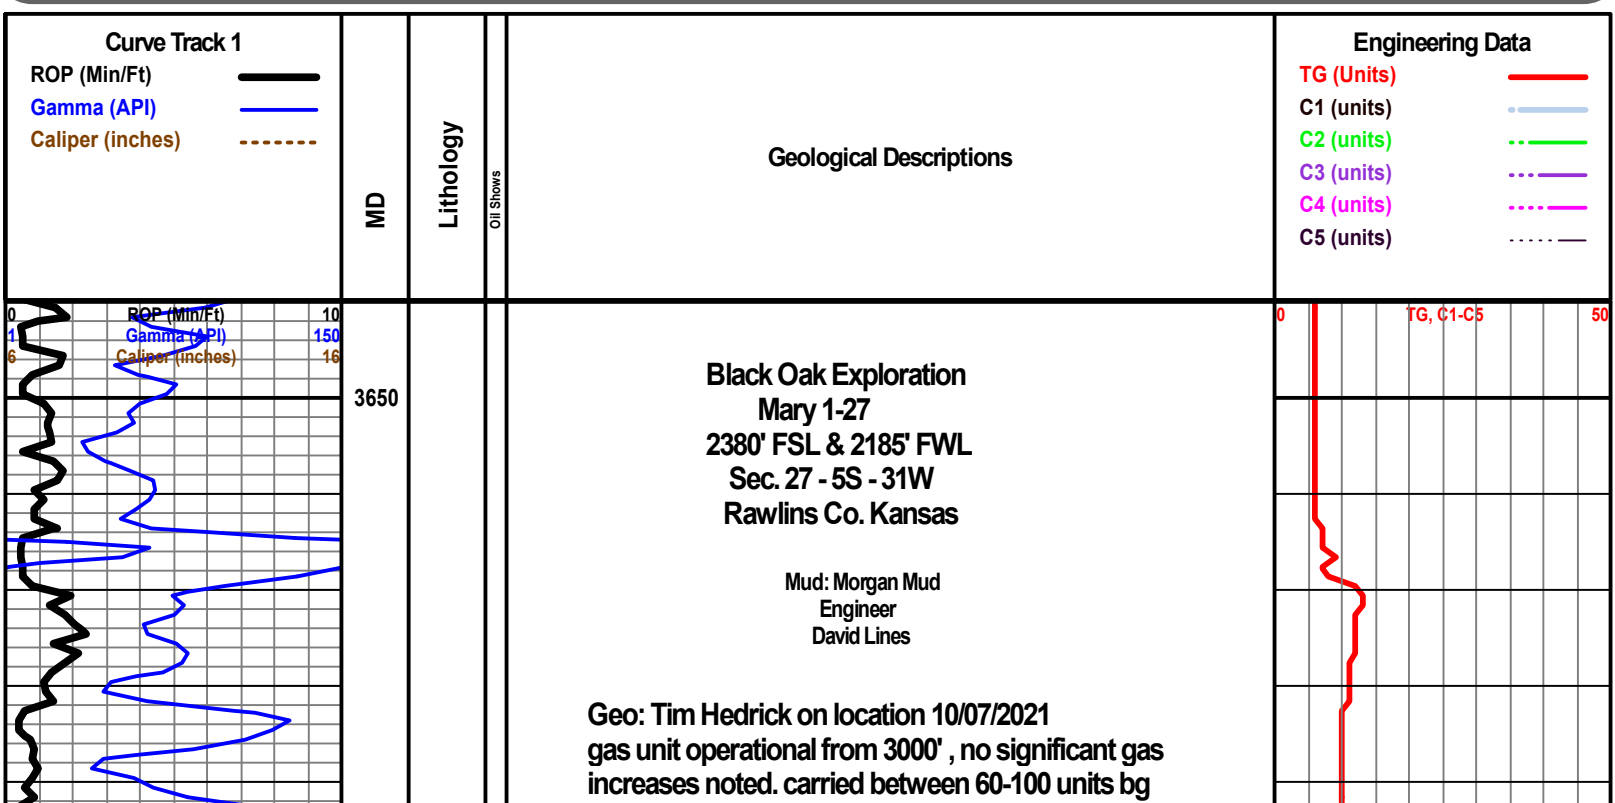 Curve Track 1
ROP (Min/Ft)
Gamma (API)
Caliper (inches)
MD
Lithology
Oil Shows
Geological Descriptions
Engineering Data
TG (Units)
C1 (units)
C2 (units)
C3 (units)
C4 (units)
C5 (units)
0 ROP (Min/Ft) 10
1 Gamma (API) 150
6 Caliper (inches) 16
0 TG, C1-C5 50
3650
Black Oak Exploration
Mary 1-27
2380' FSL & 2185' FWL
Sec. 27 - 5S - 31W
Rawlins Co. Kansas
Mud: Morgan Mud
Engineer
David Lines
Geo: Tim Hedrick on location 10/07/2021
gas unit operational from 3000' , no significant gas
increases noted. carried between 60-100 units bg